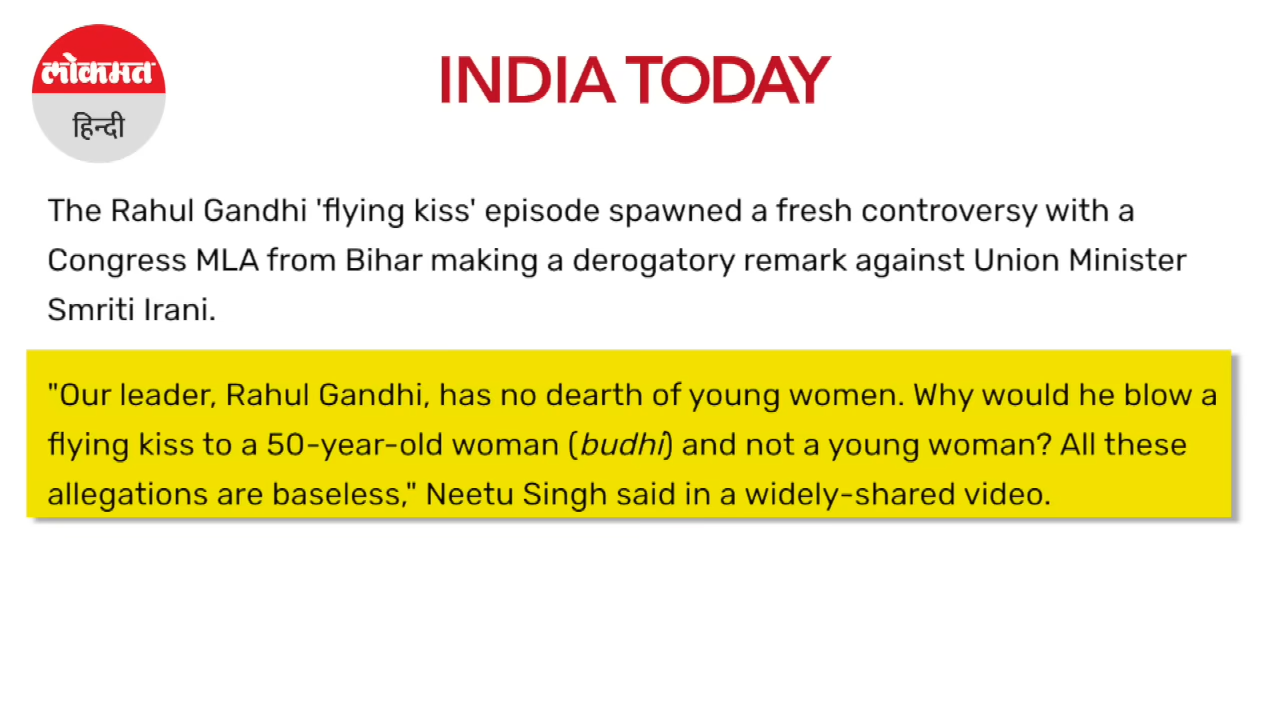 लोकमत
हिन्दी
INDIA TODAY
The Rahul Gandhi 'flying kiss' episode spawned a fresh controversy with a
Congress MLA from Bihar making a derogatory remark against Union Minister
Smriti Irani.
"Our leader, Rahul Gandhi, has no dearth of young women. Why would he blow a
flying kiss to a 50-year-old woman (budhi) and not a young woman? All these
allegations are baseless," Neetu Singh said in a widely-shared video.